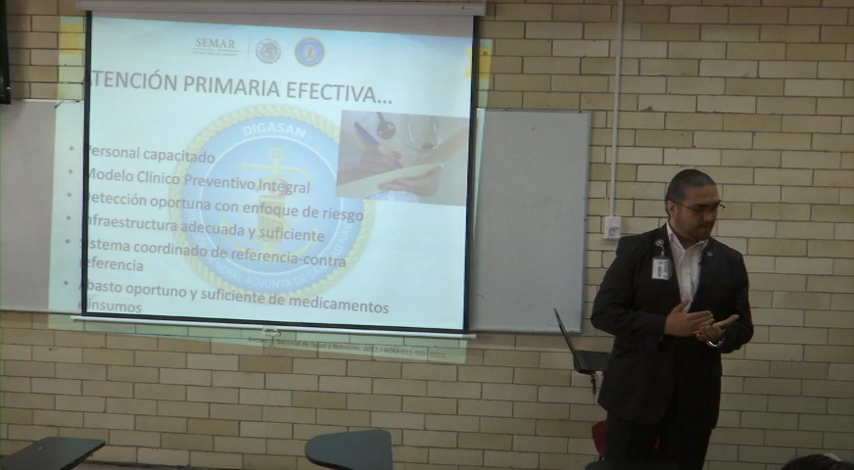 SEMAR
ATENCIÓN PRIMARIA EFECTIVA...
DIGASAN
• Personal capacitado
• Modelo Clínico Preventivo Integral
• Detección oportuna con enfoque de riesgo
• Infraestructura adecuada y suficiente
• Sistema coordinado de referencia-contra
referencia
• Abasto oportuno y suficiente de medicamentos
e insumos